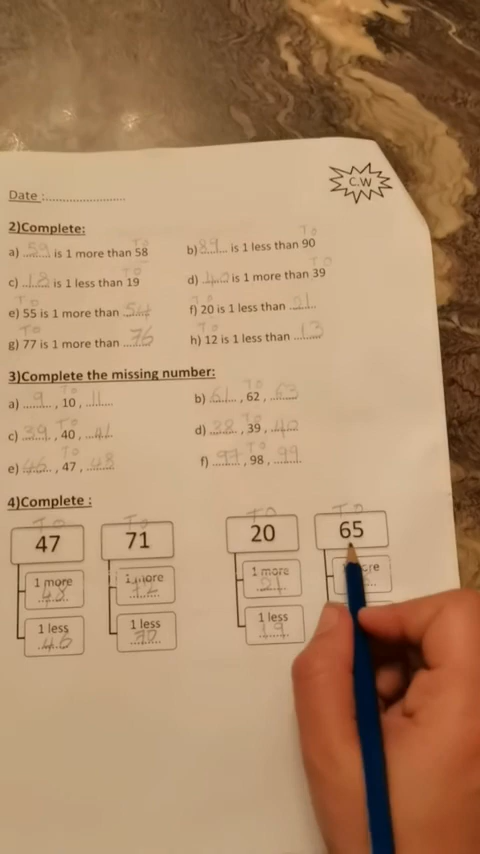 C.W
Date :........................
2)Complete:
T O
T O
a) 59 is 1 more than 58
b) 89 is 1 less than 90
T O
T O
c) 18 is 1 less than 19
d) 40 is 1 more than 39
T O
T O
e) 55 is 1 more than 54
f) 20 is 1 less than 21
T O
T O
g) 77 is 1 more than 76
h) 12 is 1 less than 13
3)Complete the missing number:
T O
T O
a) 9 , 10 , 11
b) 61 , 62 , 63
T O
T O
c) 39 , 40 , 41
d) 38 , 39 , 40
T O
T O
e) 46 , 47 , 48
f) 97 , 98 , 99
4)Complete :
T O
T O
T O
T O
47
71
20
65
1 more
1 more
1 more
48
72
21
1 less
1 less
1 less
46
70
19